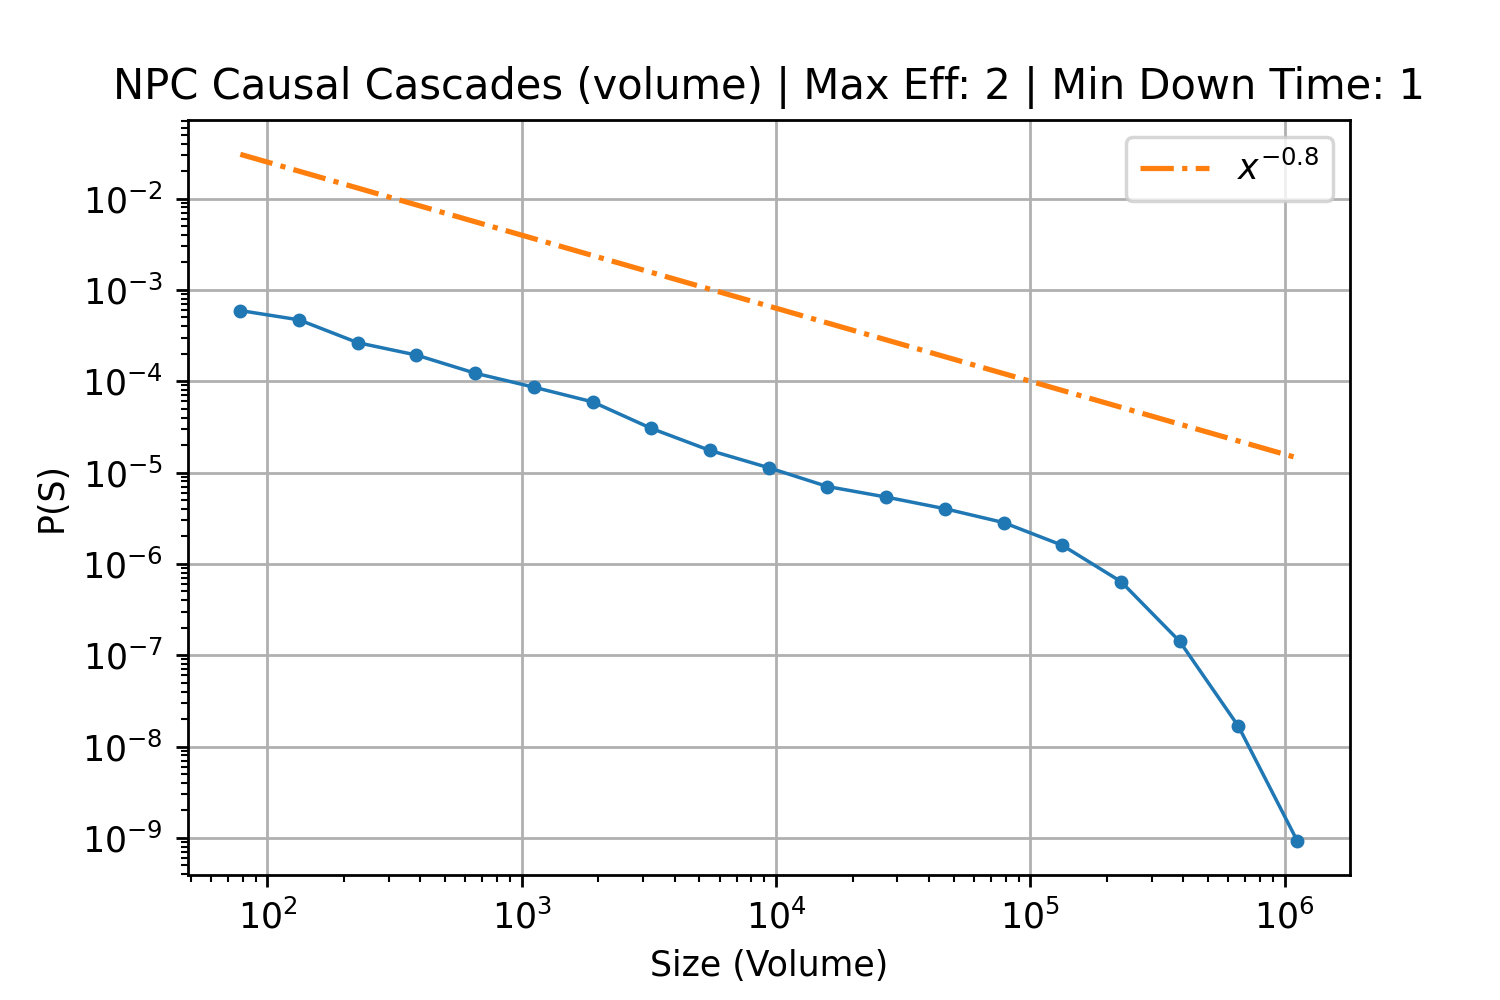 NPC Causal Cascades (volume) | Max Eff: 2 | Min Down Time: 1
x^{-0.8}
10^{-2}
10^{-3}
10^{-4}
10^{-5}
10^{-6}
10^{-7}
10^{-8}
10^{-9}
P(S)
10^{2} 10^{3} 10^{4} 10^{5} 10^{6}
Size (Volume)